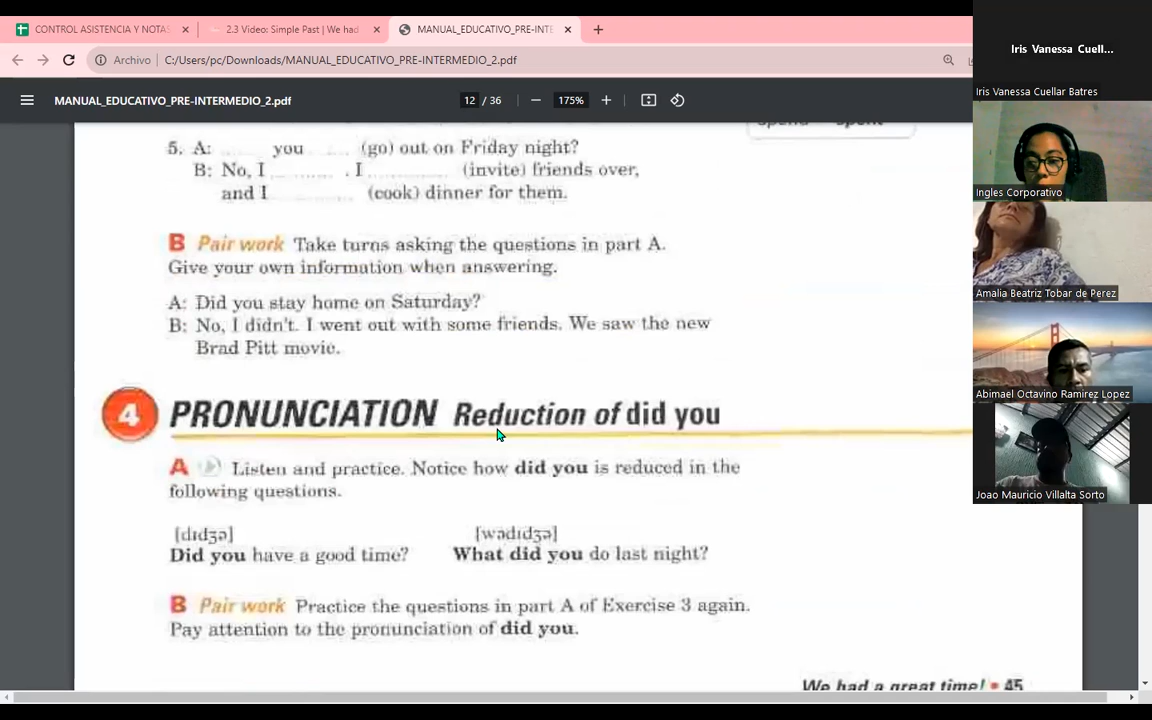 CONTROL ASISTENCIA Y NOTAS
2.3 Video: Simple Past | We had
MANUAL_EDUCATIVO_PRE-INTE
Archivo
C:/Users/pc/Downloads/MANUAL_EDUCATIVO_PRE-INTERMEDIO_2.pdf
MANUAL_EDUCATIVO_PRE-INTERMEDIO_2.pdf
12 / 36
175%
5. A: you (go) out on Friday night?
B: No, I . I (invite) friends over,
and I (cook) dinner for them.
B Pair work Take turns asking the questions in part A.
Give your own information when answering.
A: Did you stay home on Saturday?
B: No, I didn't. I went out with some friends. We saw the new
Brad Pitt movie.
4 PRONUNCIATION Reduction of did you
A Listen and practice. Notice how did you is reduced in the
following questions.
[dɪdʒə] [wədɪdʒə]
Did you have a good time? What did you do last night?
B Pair work Practice the questions in part A of Exercise 3 again.
Pay attention to the pronunciation of did you.
We had a great time! • 45
Iris Vanessa Cuell...
Iris Vanessa Cuellar Batres
Ingles Corporativo
Amalia Beatriz Tobar de Perez
Abimael Octavino Ramirez Lopez
Joao Mauricio Villalta Sorto